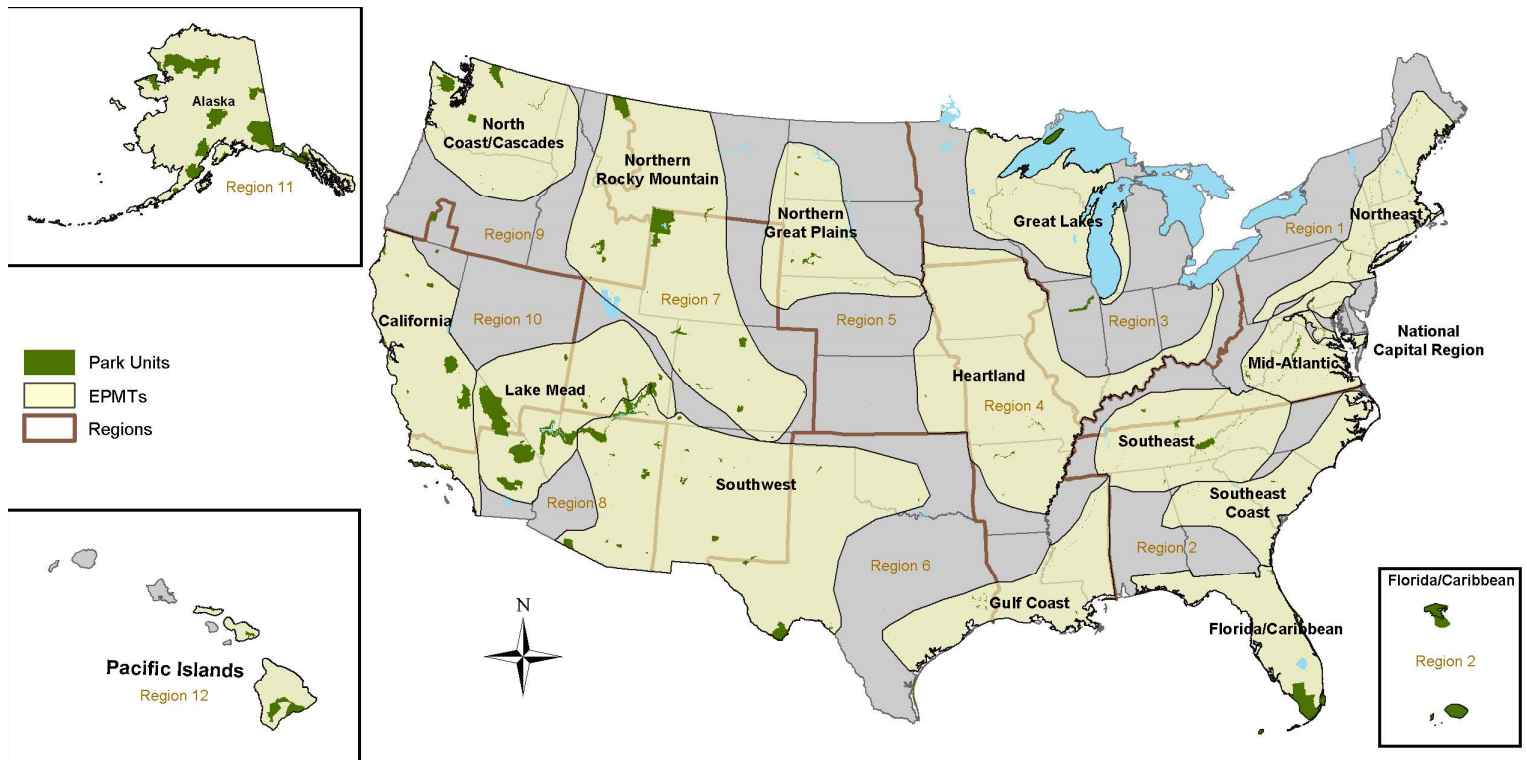 Alaska
Region 11
North
Coast/Cascades
Northern
Rocky Mountain
Northern
Great Plains
Great Lakes
Northeast
Region 1
Region 9
Region 7
Region 10
Region 5
Region 3
California
National
Capital Region
Mid-Atlantic
Park Units
EPMTs
Regions
Lake Mead
Heartland
Region 4
Southeast
Southwest
Region 8
Southeast
Coast
Region 2
Region 6
Gulf Coast
Florida/Caribbean
N
Pacific Islands
Region 12
Florida/Caribbean
Region 2